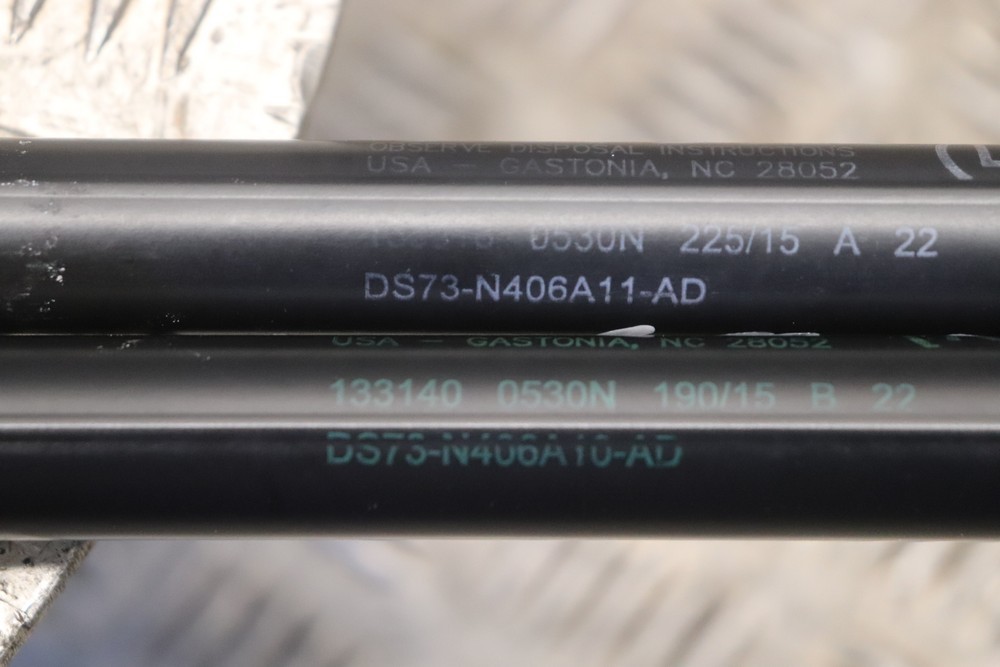 OBSERVE DISPOSAL INSTRUCTIONS
USA - GASTONIA, NC 28052
0530N 225/15 A 22
DS73-N406A11-AD
USA - GASTONIA, NC 28052
133140 0530N 190/15 B 22
DS73-N406A10-AD